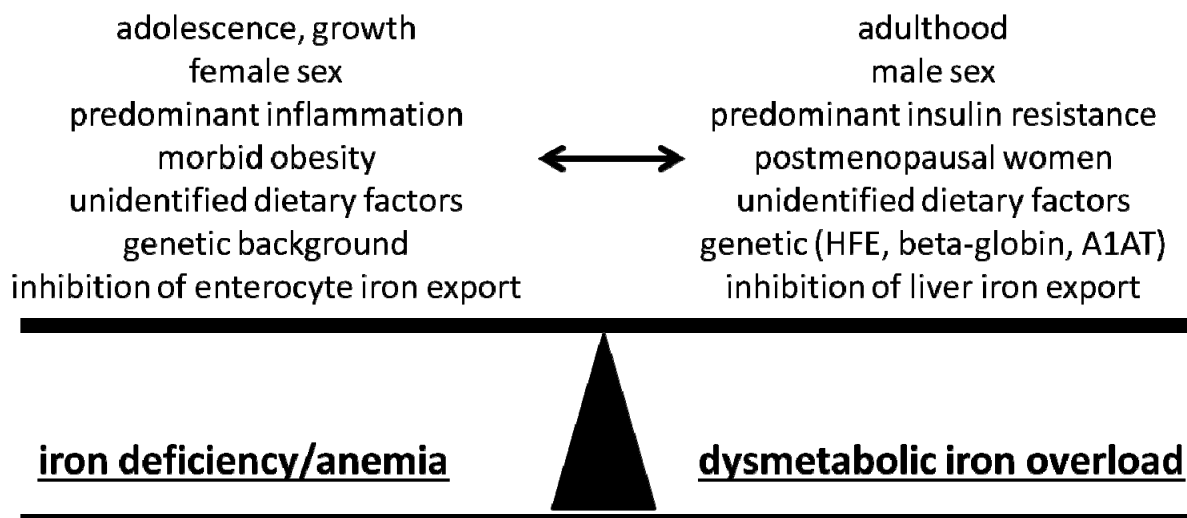 adolescence, growth
female sex
predominant inflammation
morbid obesity
unidentified dietary factors
genetic background
inhibition of enterocyte iron export
adulthood
male sex
predominant insulin resistance
postmenopausal women
unidentified dietary factors
genetic (HFE, beta-globin, A1AT)
inhibition of liver iron export
iron deficiency/anemia
dysmetabolic iron overload